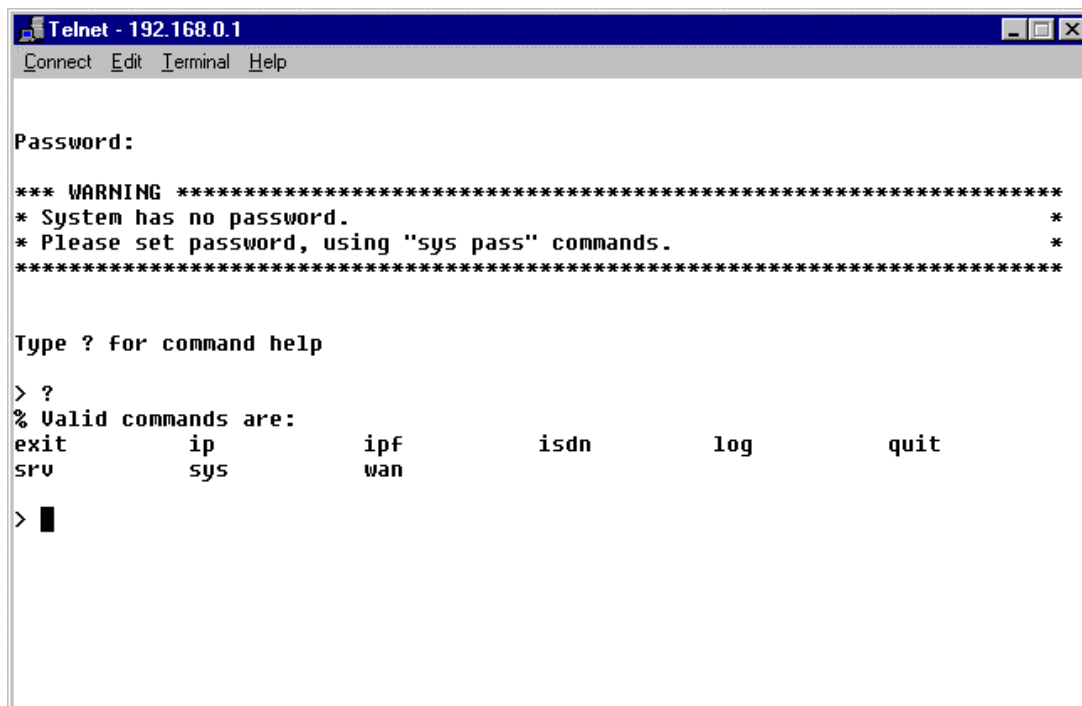 Telnet - 192.168.0.1
Connect Edit Terminal Help
Password:
*** WARNING ******************************************************************
* System has no password.                                                    *
* Please set password, using "sys pass" commands.                            *
******************************************************************************
Type ? for command help
> ?
% Valid commands are:
exit         ip           ipf          isdn         log          quit
srv          sys          wan
>